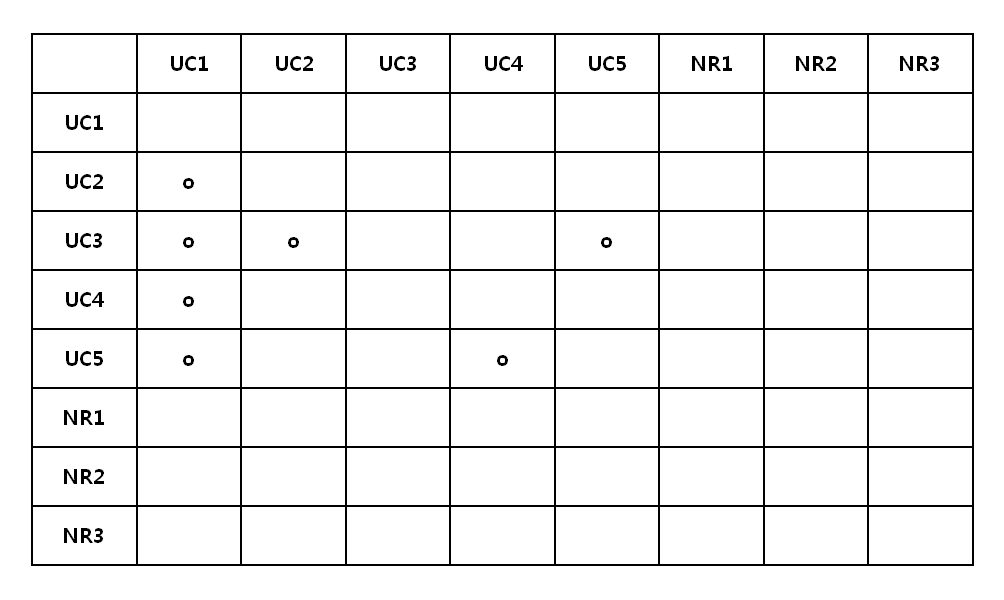 UC1 UC2 UC3 UC4 UC5 NR1 NR2 NR3
UC1
UC2 o
UC3 o o o
UC4 o
UC5 o o
NR1
NR2
NR3